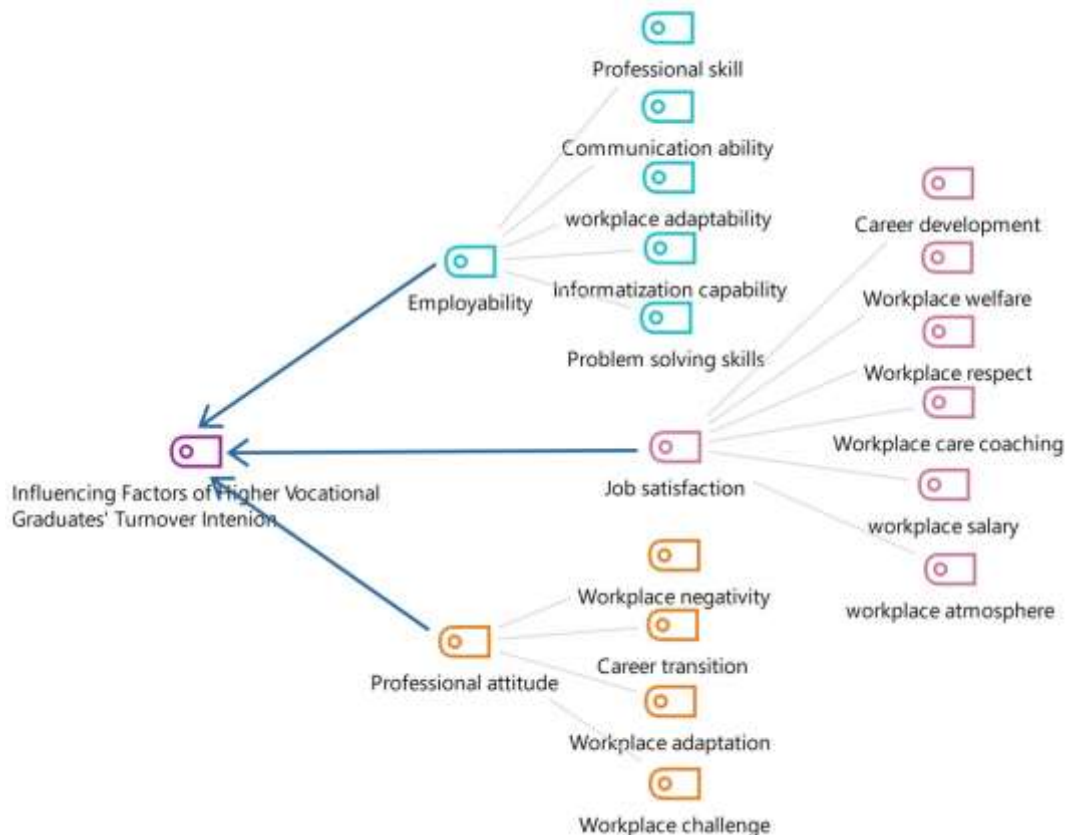 Professional skill
Communication ability
workplace adaptability
Informatization capability
Problem solving skills
Employability
Career development
Workplace welfare
Workplace respect
Workplace care coaching
workplace salary
workplace atmosphere
Job satisfaction
Influencing Factors of Higher Vocational
Graduates' Turnover Intenion
Workplace negativity
Career transition
Workplace adaptation
Workplace challenge
Professional attitude